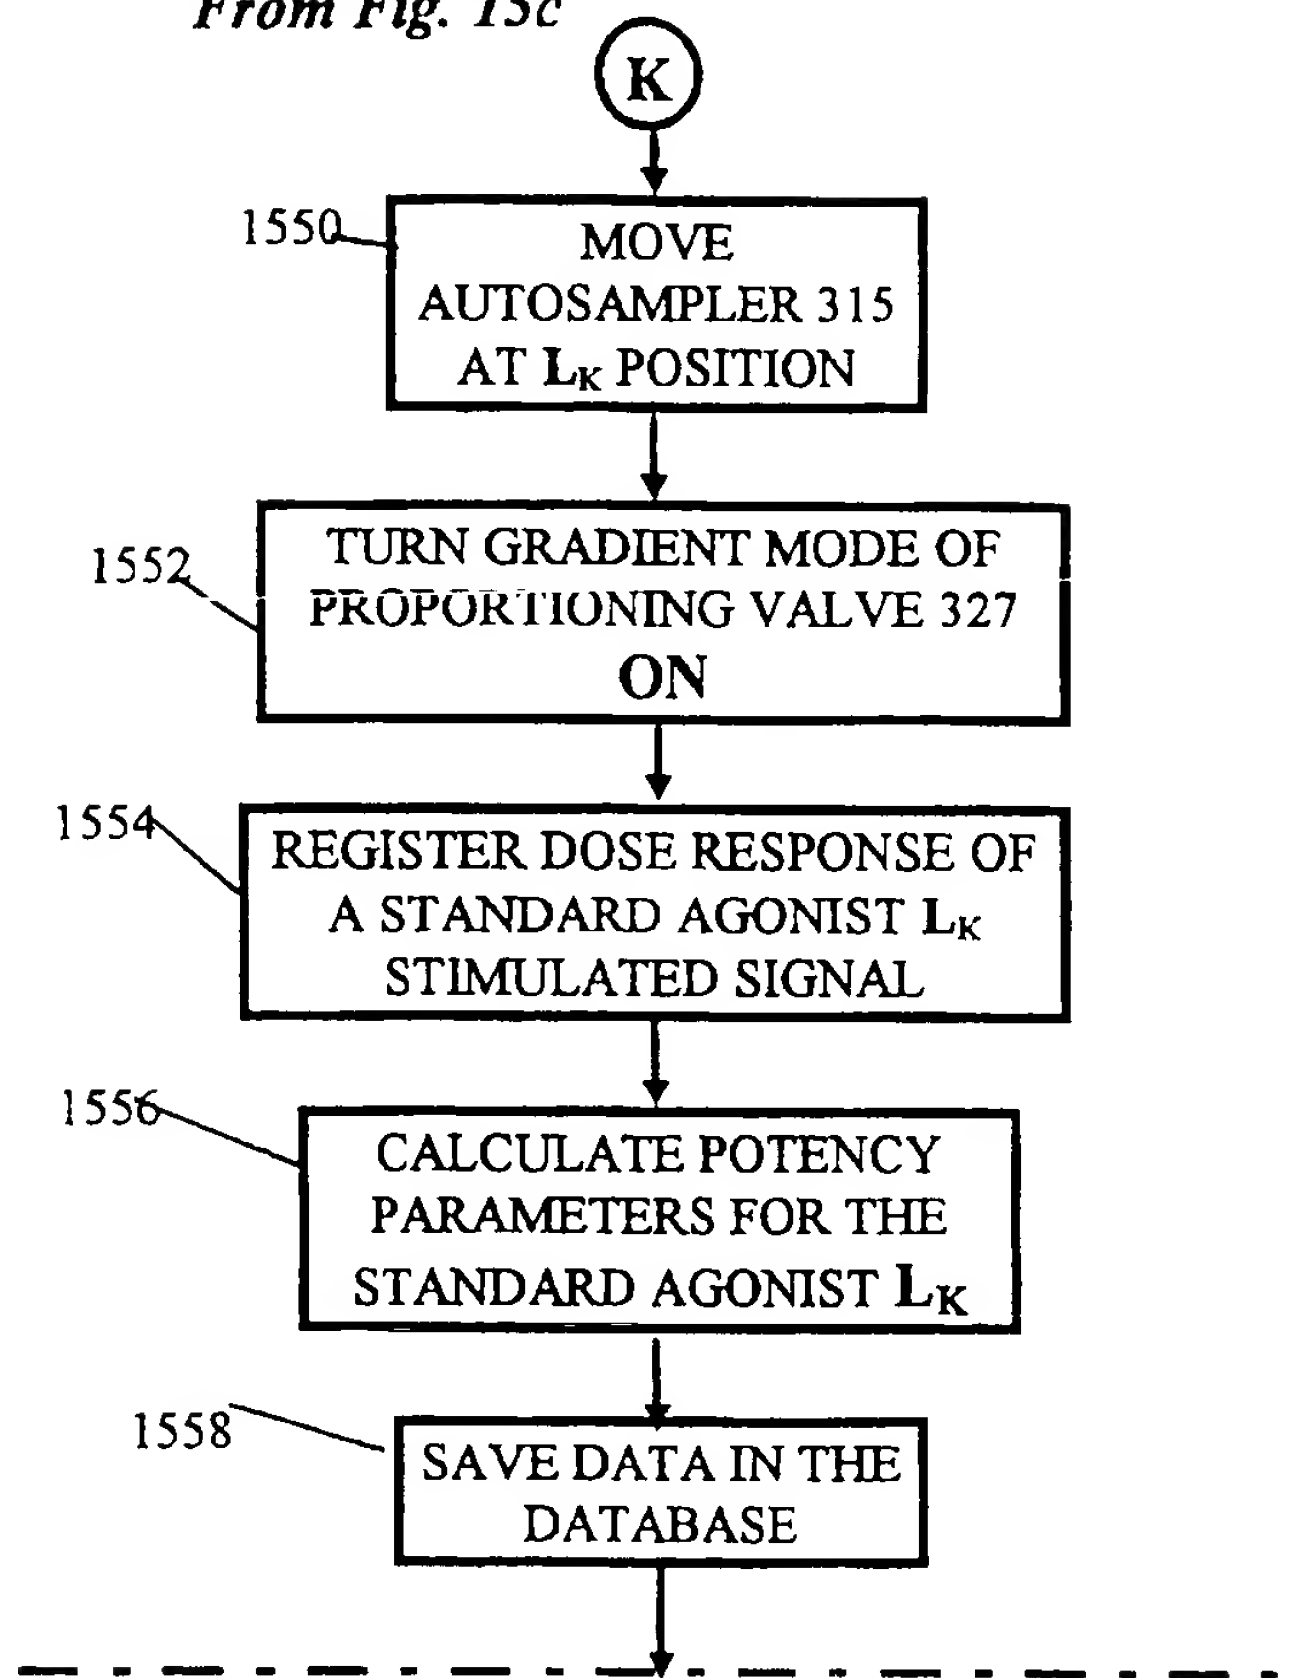 From Fig. 15c
K
1550
MOVE
AUTOSAMPLER 315
AT LK POSITION
1552
TURN GRADIENT MODE OF
PROPORTIONING VALVE 327
ON
1554
REGISTER DOSE RESPONSE OF
A STANDARD AGONIST LK
STIMULATED SIGNAL
1556
CALCULATE POTENCY
PARAMETERS FOR THE
STANDARD AGONIST LK
1558
SAVE DATA IN THE
DATABASE